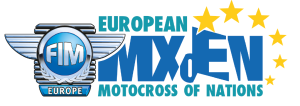 FIM
EUROPE
EUROPEAN
MXoEN
MOTOCROSS OF NATIONS